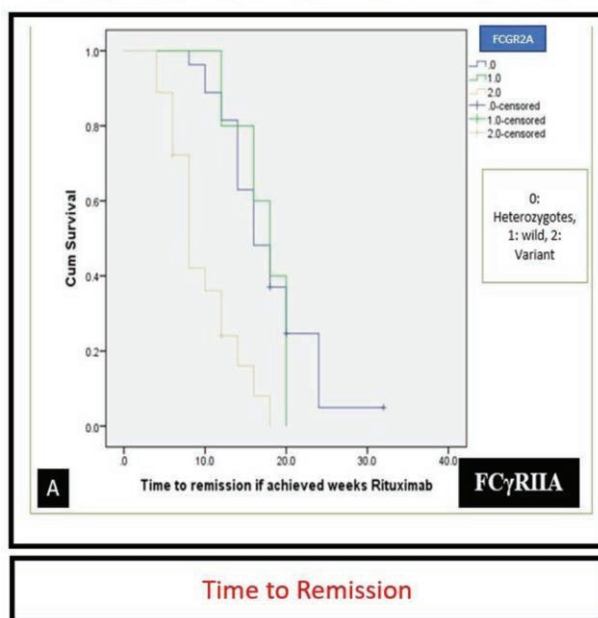 FCGR2A
.0
1.0
2.0
.0-censored
1.0-censored
2.0-censored
0:
Heterozygotes,
1: wild, 2:
Variant
Cum Survival
1.0
0.8
0.6
0.4
0.2
0.0
.0
10.0
20.0
30.0
40.0
A
Time to remission if achieved weeks Rituximab
FCγRIIA
Time to Remission